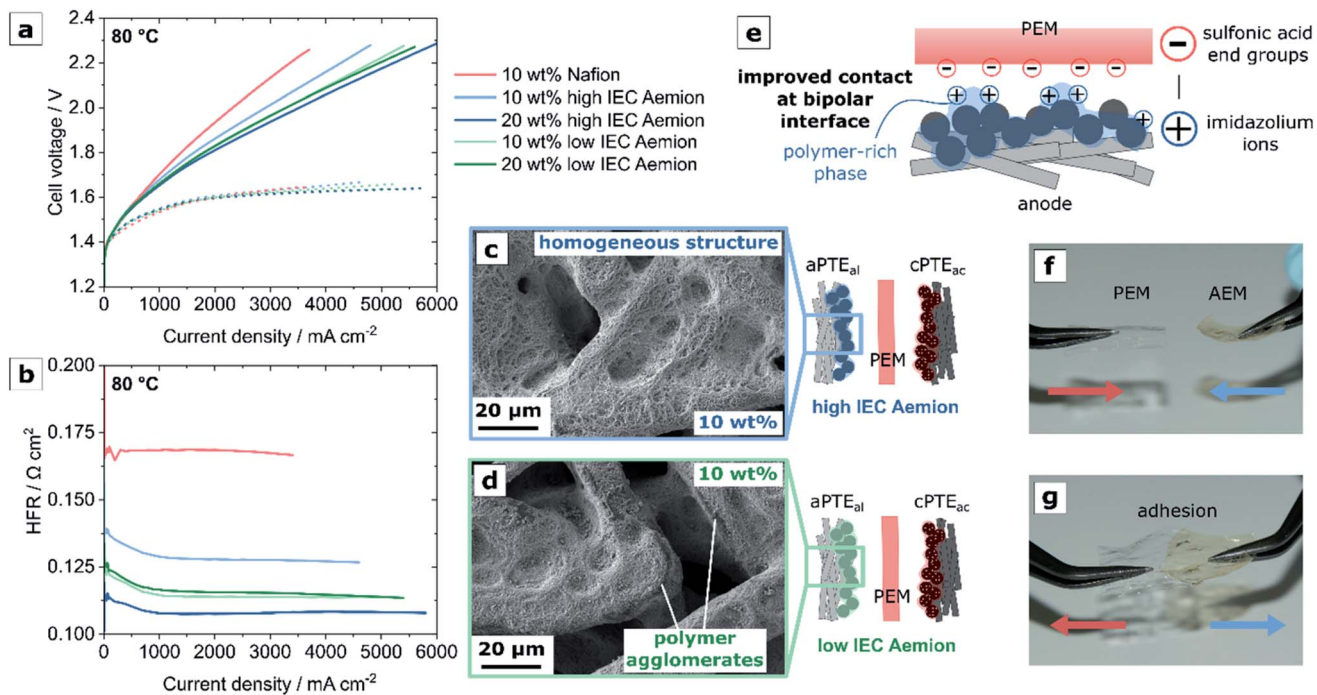 a
80 °C
2.4
2.2
2.0
1.8
1.6
1.4
1.2
Cell voltage / V
0 1000 2000 3000 4000 5000 6000
Current density / mA cm⁻²
10 wt% Nafion
10 wt% high IEC Aemion
20 wt% high IEC Aemion
10 wt% low IEC Aemion
20 wt% low IEC Aemion
b
80 °C
0.200
0.175
0.150
0.125
0.100
HFR / Ω cm²
0 1000 2000 3000 4000 5000 6000
Current density / mA cm⁻²
c
homogeneous structure
20 µm
10 wt%
aPTEal
cPTEac
PEM
high IEC Aemion
d
10 wt%
20 µm
polymer
agglomerates
aPTEal
cPTEac
PEM
low IEC Aemion
e
PEM
improved contact
at bipolar
interface
polymer-rich
phase
anode
sulfonic acid
end groups
imidazolium
ions
f
PEM
AEM
g
adhesion